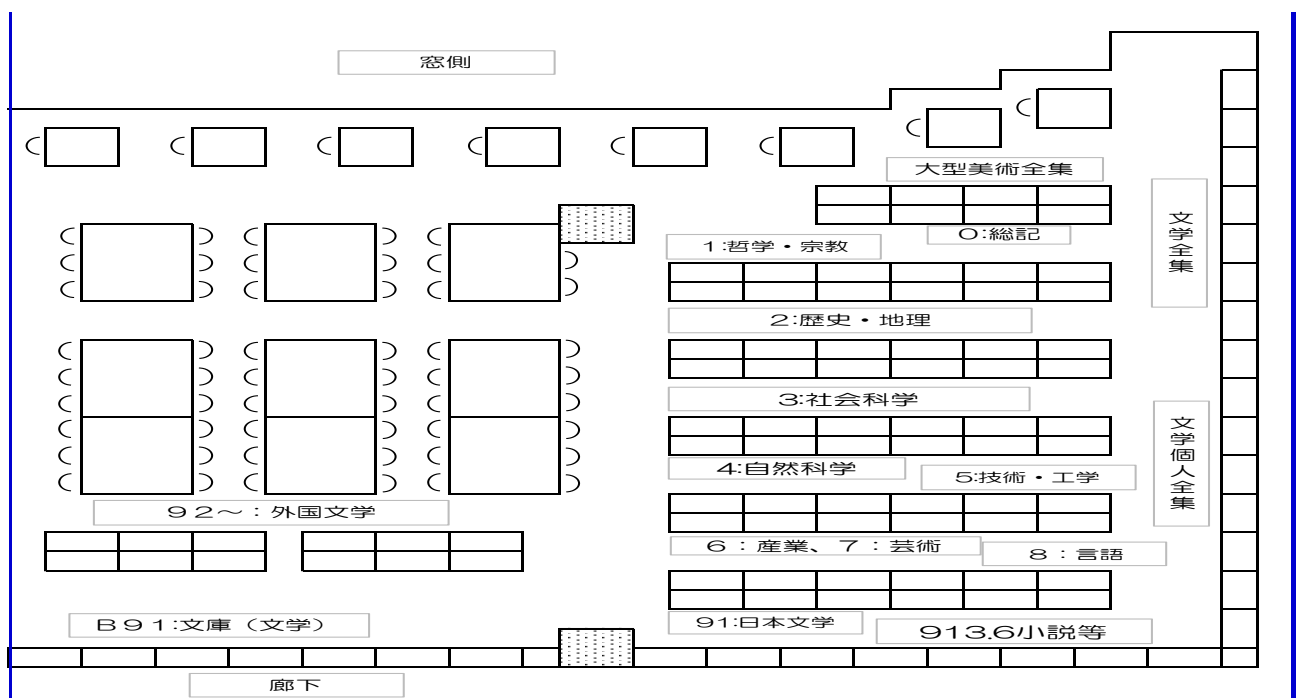 窓側
大型美術全集
文学全集
0:総記
1:哲学・宗教
2:歴史・地理
3:社会科学
文学個人全集
4:自然科学
5:技術・工学
92～：外国文学
6：産業、7：芸術
8：言語
B91:文庫（文学）
91:日本文学
913.6小説等
廊下